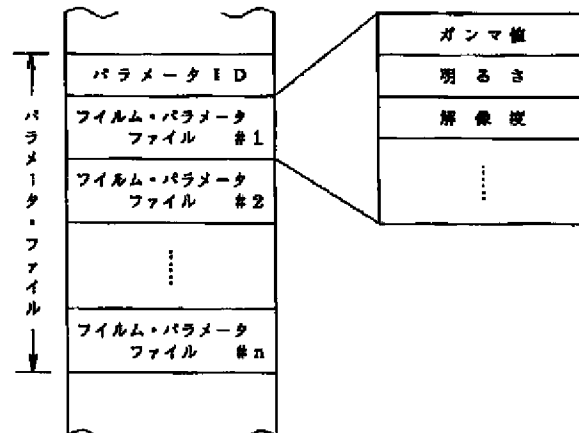 パラメータ・ファイル
パラメータID
フイルム・パラメータ
ファイル #1
フイルム・パラメータ
ファイル #2
フイルム・パラメータ
ファイル #n
ガンマ値
明るさ
解像度